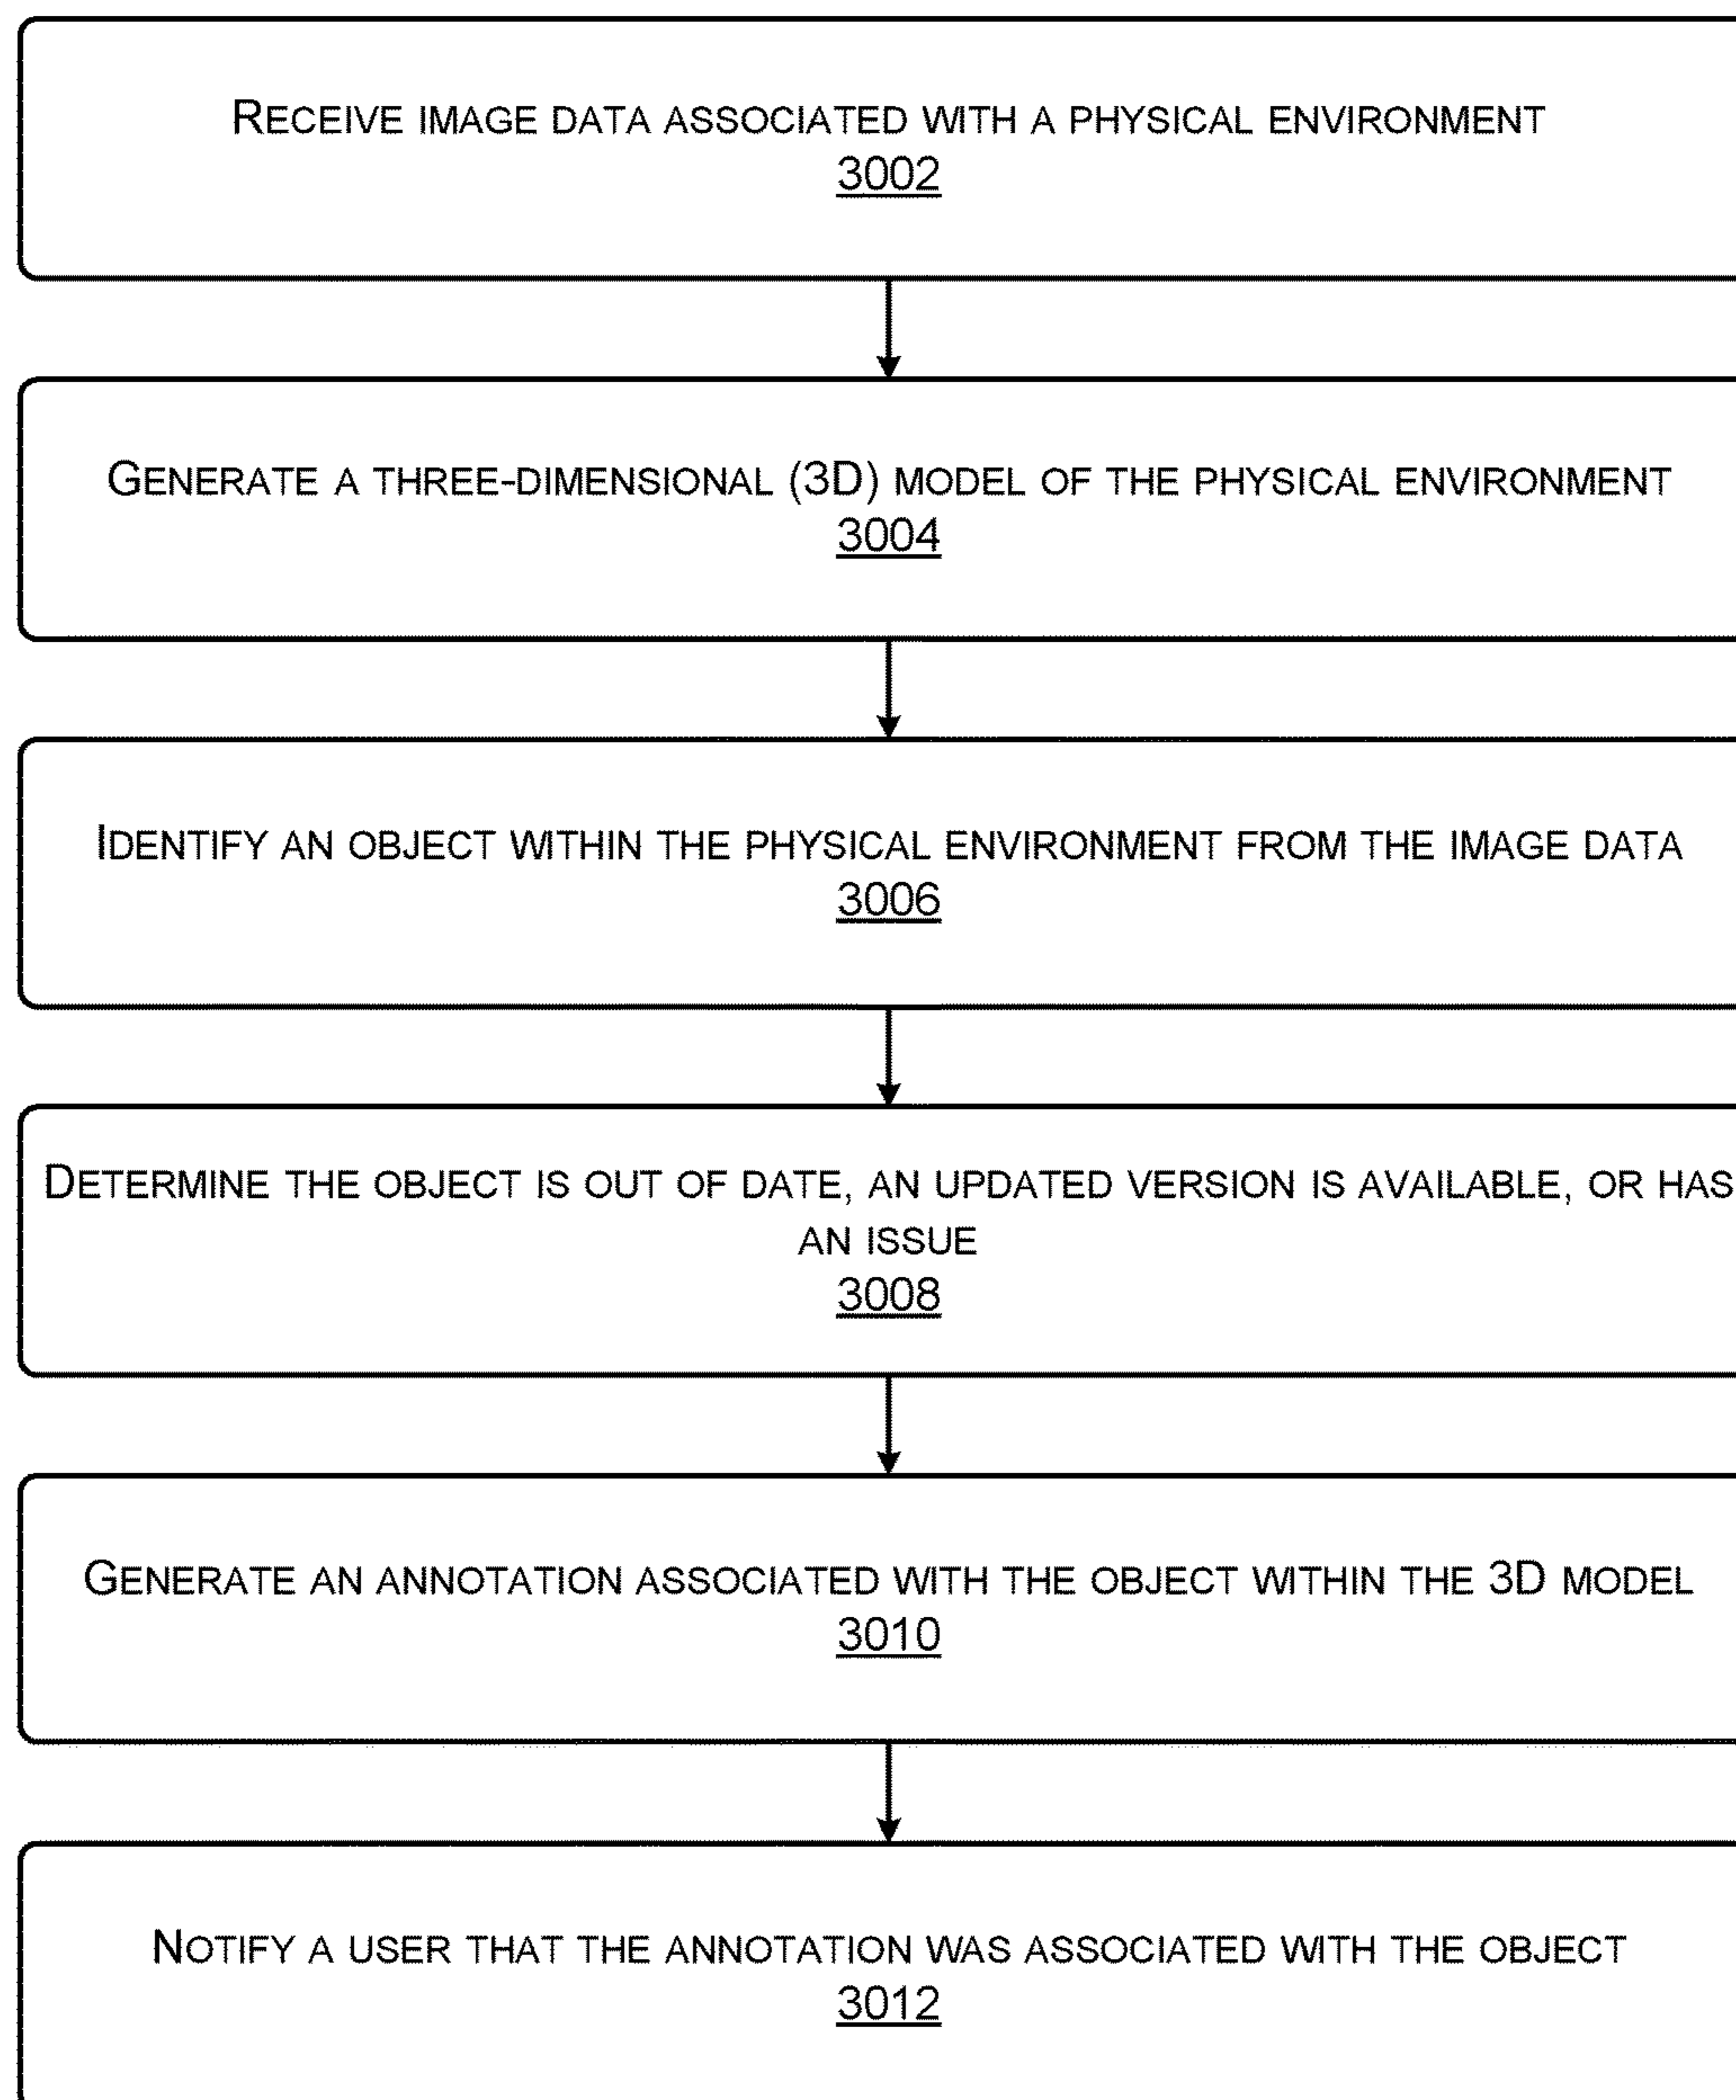 RECEIVE IMAGE DATA ASSOCIATED WITH A PHYSICAL ENVIRONMENT
3002
GENERATE A THREE-DIMENSIONAL (3D) MODEL OF THE PHYSICAL ENVIRONMENT
3004
IDENTIFY AN OBJECT WITHIN THE PHYSICAL ENVIRONMENT FROM THE IMAGE DATA
3006
DETERMINE THE OBJECT IS OUT OF DATE, AN UPDATED VERSION IS AVAILABLE, OR HAS
AN ISSUE
3008
GENERATE AN ANNOTATION ASSOCIATED WITH THE OBJECT WITHIN THE 3D MODEL
3010
NOTIFY A USER THAT THE ANNOTATION WAS ASSOCIATED WITH THE OBJECT
3012